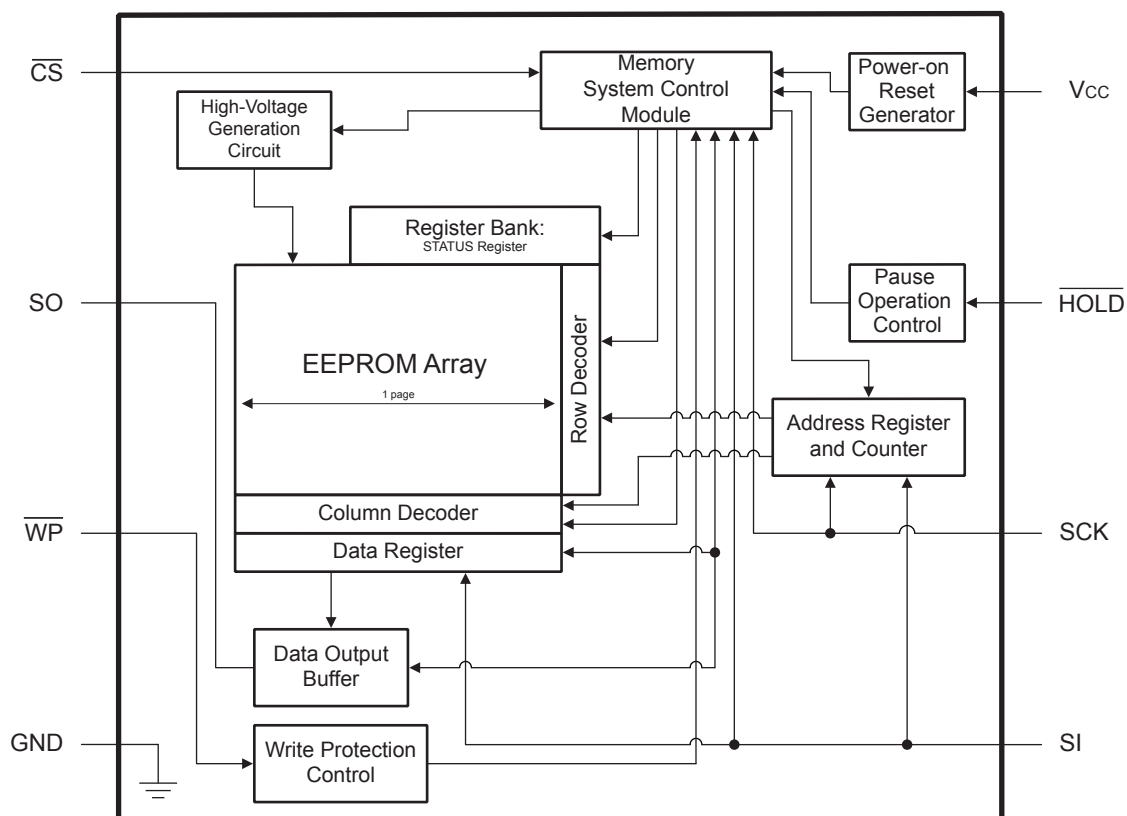 CS
Memory
System Control
Module
Power-on
Reset
Generator
VCC
High-Voltage
Generation
Circuit
Register Bank:
STATUS Register
SO
Pause
Operation
Control
HOLD
EEPROM Array
1 page
Row Decoder
Address Register
and Counter
Column Decoder
WP
SCK
Data Register
Data Output
Buffer
GND
Write Protection
Control
SI